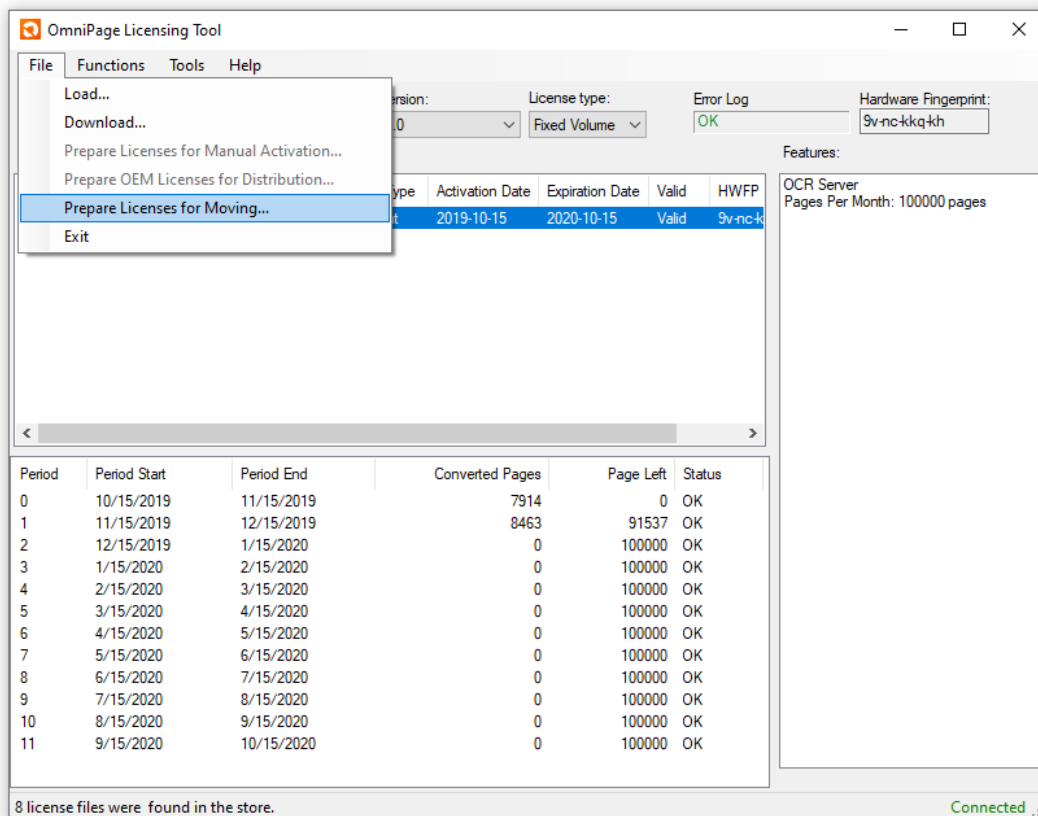 OmniPage Licensing Tool
File Functions Tools Help
Load...
Download...
Prepare Licenses for Manual Activation...
Prepare OEM Licenses for Distribution...
Prepare Licenses for Moving...
Exit
License type: Error Log Hardware Fingerprint:
.0 Fixed Volume OK 9v-nc-kkq-kh
Features:
Activation Date Expiration Date Valid HWFP
2019-10-15 2020-10-15 Valid 9v-nc-k
OCR Server
Pages Per Month: 100000 pages
Period Period Start Period End Converted Pages Page Left Status
0 10/15/2019 11/15/2019 7914 0 OK
1 11/15/2019 12/15/2019 8463 91537 OK
2 12/15/2019 1/15/2020 0 100000 OK
3 1/15/2020 2/15/2020 0 100000 OK
4 2/15/2020 3/15/2020 0 100000 OK
5 3/15/2020 4/15/2020 0 100000 OK
6 4/15/2020 5/15/2020 0 100000 OK
7 5/15/2020 6/15/2020 0 100000 OK
8 6/15/2020 7/15/2020 0 100000 OK
9 7/15/2020 8/15/2020 0 100000 OK
10 8/15/2020 9/15/2020 0 100000 OK
11 9/15/2020 10/15/2020 0 100000 OK
8 license files were found in the store. Connected